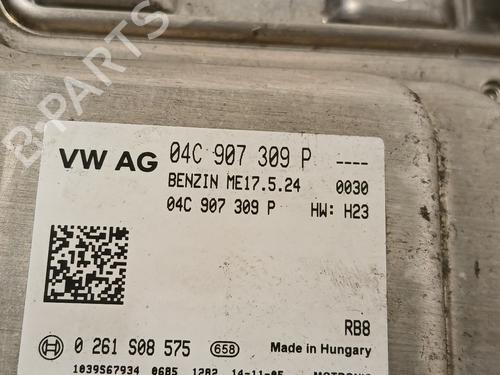 VW AG 04C 907 309 P ----
BENZIN ME17.5.24 0030
04C 907 309 P HW: H23
RB8
0 261 S08 575 658 Made in Hungary
1039S67934 0685 1282 14-11-05 MOTRONIC
B-PARTS